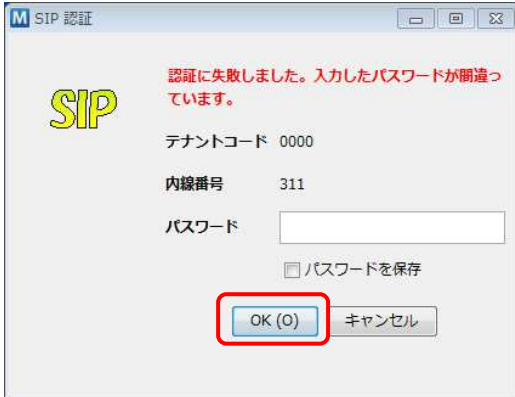 M SIP 認証
認証に失敗しました。入力したパスワードが間違っ
ています。
SIP
テナントコード 0000
内線番号 311
パスワード
パスワードを保存
OK (O) キャンセル